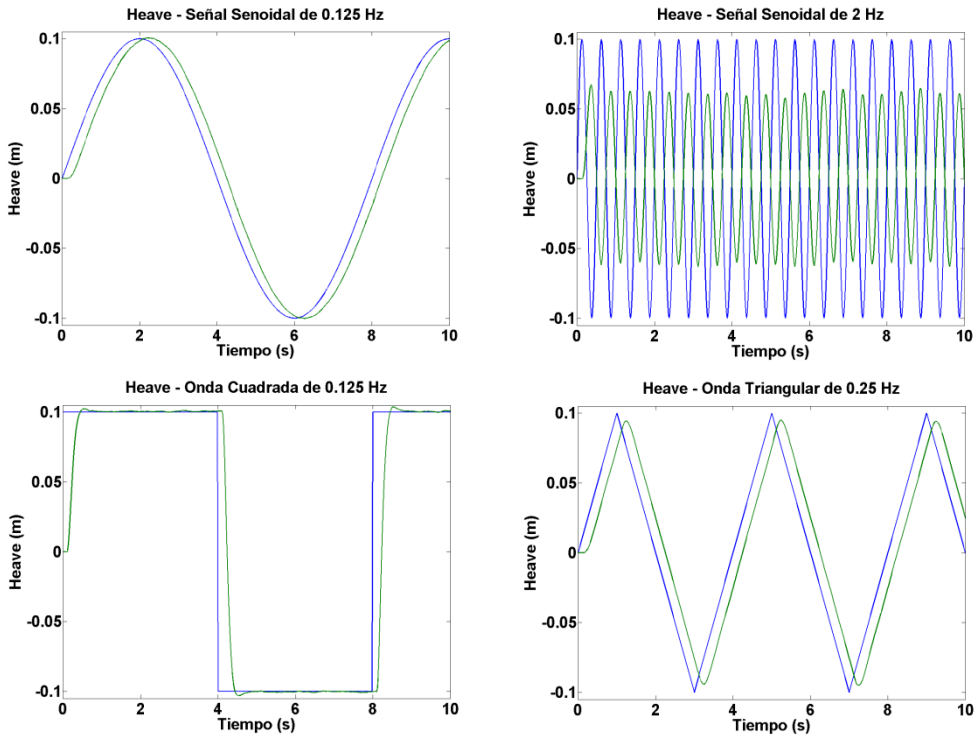 Heave - Señal Senoidal de 0.125 Hz
0.1
0.05
0
-0.05
-0.1
Heave (m)
0 2 4 6 8 10
Tiempo (s)
Heave - Señal Senoidal de 2 Hz
0.1
0.05
0
-0.05
-0.1
Heave (m)
0 2 4 6 8 10
Tiempo (s)
Heave - Onda Cuadrada de 0.125 Hz
0.1
0.05
0
-0.05
-0.1
Heave (m)
0 2 4 6 8 10
Tiempo (s)
Heave - Onda Triangular de 0.25 Hz
0.1
0.05
0
-0.05
-0.1
Heave (m)
0 2 4 6 8 10
Tiempo (s)